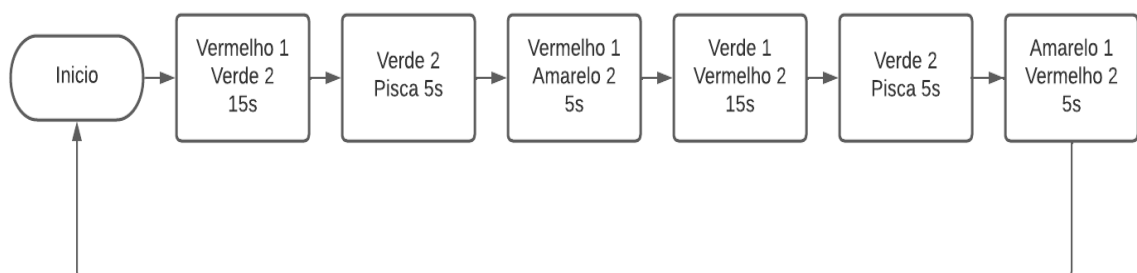 Inicio
Vermelho 1
Verde 2
15s
Verde 2
Pisca 5s
Vermelho 1
Amarelo 2
5s
Verde 1
Vermelho 2
15s
Verde 2
Pisca 5s
Amarelo 1
Vermelho 2
5s